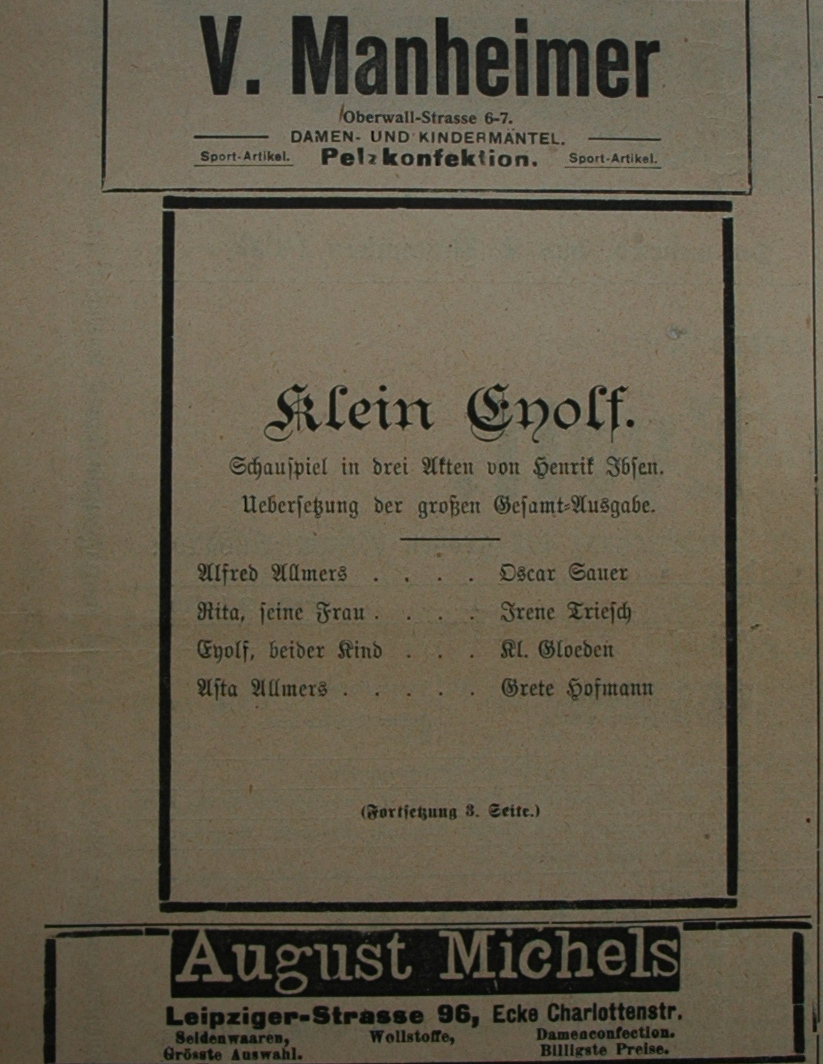 V. Manheimer
Oberwall-Strasse 6-7.
DAMEN- UND KINDERMÄNTEL.
Sport-Artikel. Pelzkonfektion. Sport-Artikel.
Klein Eyolf.
Schauspiel in drei Akten von Henrik Ibsen.
Uebersetzung der großen Gesamt-Ausgabe.
Alfred Allmers . . . . Oscar Sauer
Rita, seine Frau . . . . Irene Triesch
Eyolf, beider Kind . . . Kl. Gloeden
Asta Allmers . . . . . Grete Hofmann
(Fortsetzung 3. Seite.)
August Michels
Leipziger-Strasse 96, Ecke Charlottenstr.
Seidenwaaren, Wollstoffe, Damenconfection.
Grösste Auswahl. Billigste Preise.